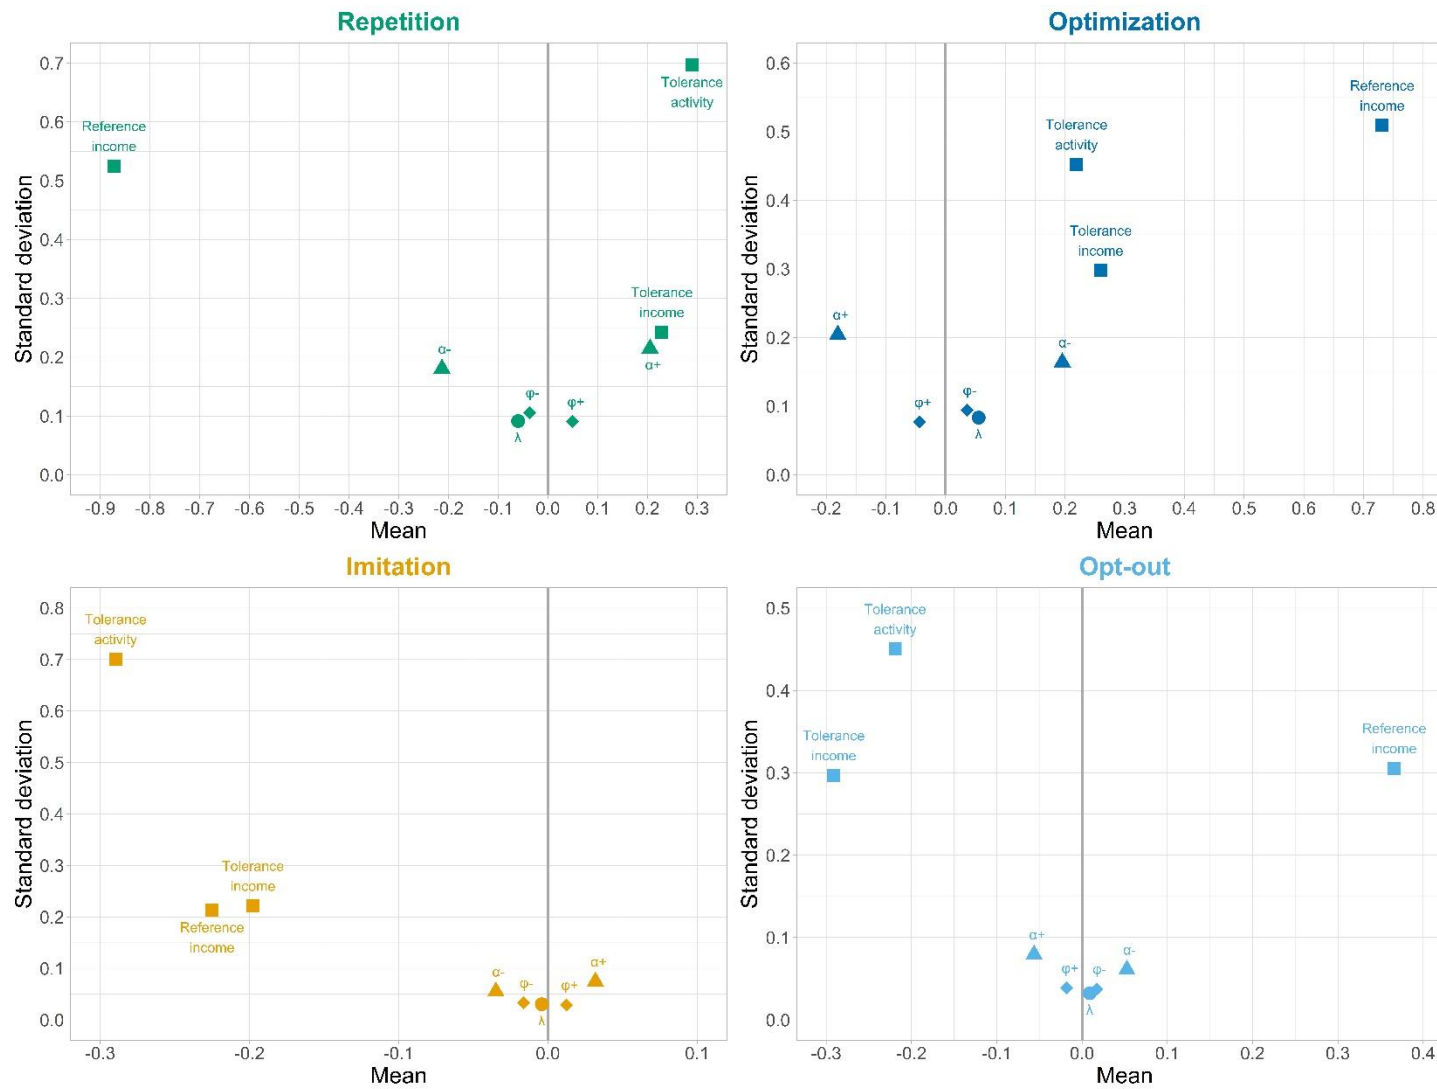 Repetition
0.7
0.6
0.5
0.4
0.3
0.2
0.1
0.0
Standard deviation
Tolerance
activity
Reference
income
Tolerance
income
α-
α+
φ-
φ+
λ
-0.9 -0.8 -0.7 -0.6 -0.5 -0.4 -0.3 -0.2 -0.1 0.0 0.1 0.2 0.3
Mean
Optimization
0.6
0.5
0.4
0.3
0.2
0.1
0.0
Standard deviation
Reference
income
Tolerance
activity
Tolerance
income
α+
α-
φ+
φ-
λ
-0.2 -0.1 0.0 0.1 0.2 0.3 0.4 0.5 0.6 0.7 0.8
Mean
Imitation
0.8
0.7
0.6
0.5
0.4
0.3
0.2
0.1
0.0
Standard deviation
Tolerance
activity
Tolerance
income
Reference
income
α-
α+
φ-
φ+
λ
-0.3 -0.2 -0.1 0.0 0.1
Mean
Opt-out
0.5
0.4
0.3
0.2
0.1
0.0
Standard deviation
Tolerance
activity
Tolerance
income
Reference
income
α+
α-
φ+
φ-
λ
-0.3 -0.2 -0.1 0.0 0.1 0.2 0.3 0.4
Mean